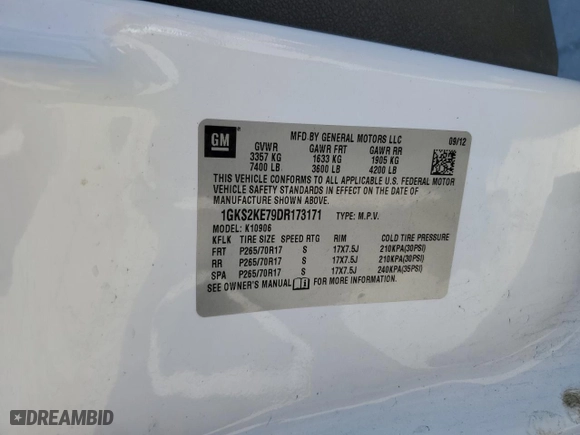 GM
MFD BY GENERAL MOTORS LLC
09/12
GVWR GAWR FRT GAWR RR
3357 KG 1633 KG 1905 KG
7400 LB 3600 LB 4200 LB
THIS VEHICLE CONFORMS TO ALL APPLICABLE U.S. FEDERAL MOTOR
VEHICLE SAFETY STANDARDS IN EFFECT ON THE DATE OF
MANUFACTURE SHOWN ABOVE.
1GKS2KE79DR173171 TYPE: M.P.V.
MODEL: K10906
KFLK TIRE SIZE SPEED RTG RIM COLD TIRE PRESSURE
FRT P265/70R17 S 17X7.5J 210KPA(30PSI)
RR P265/70R17 S 17X7.5J 210KPA(30PSI)
SPA P265/70R17 S 17X7.5J 240KPA(35PSI)
SEE OWNER'S MANUAL FOR MORE INFORMATION.
DREAMBID